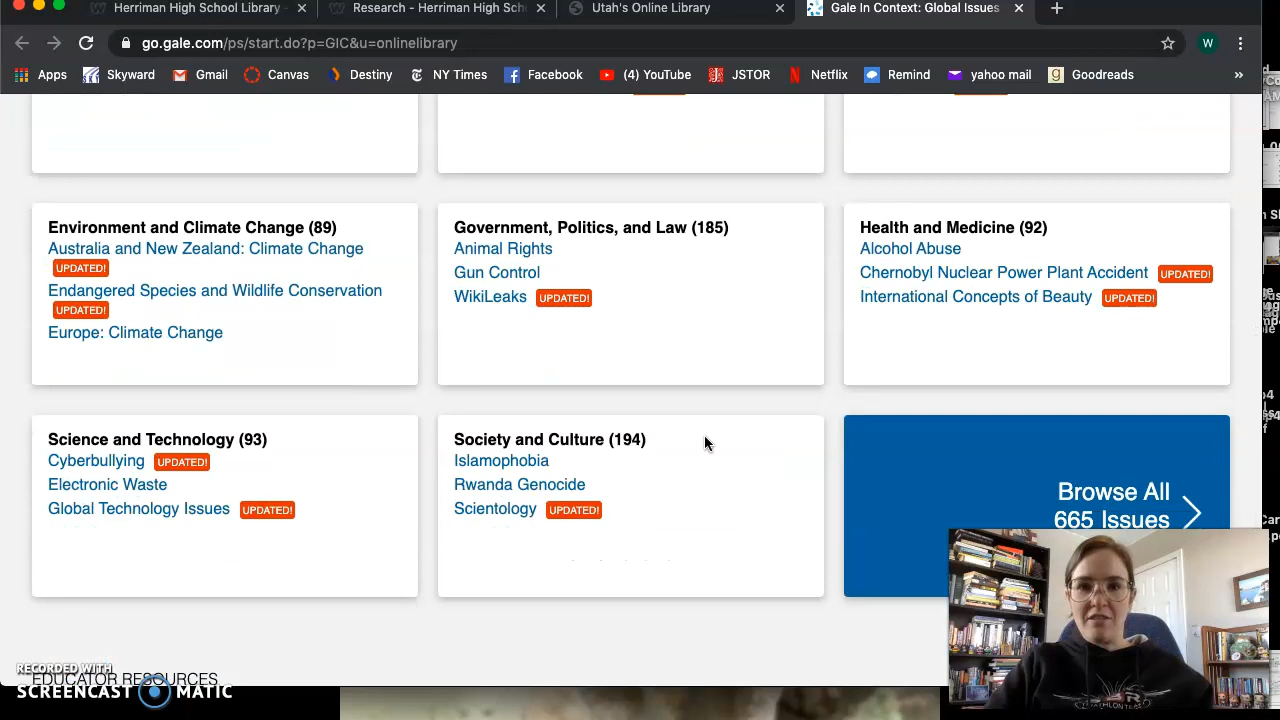 Herriman High School Library
Research - Herriman High Sch
Utah's Online Library
Gale In Context: Global Issues
go.gale.com/ps/start.do?p=GIC&u=onlinelibrary
W
Apps
Skyward
Gmail
Canvas
Destiny
NY Times
Facebook
(4) YouTube
JSTOR
Netflix
Remind
yahoo mail
Goodreads
Environment and Climate Change (89)
Australia and New Zealand: Climate Change
UPDATED!
Endangered Species and Wildlife Conservation
UPDATED!
Europe: Climate Change
Government, Politics, and Law (185)
Animal Rights
Gun Control
WikiLeaks UPDATED!
Health and Medicine (92)
Alcohol Abuse
Chernobyl Nuclear Power Plant Accident UPDATED!
International Concepts of Beauty UPDATED!
Science and Technology (93)
Cyberbullying UPDATED!
Electronic Waste
Global Technology Issues UPDATED!
Society and Culture (194)
Islamophobia
Rwanda Genocide
Scientology UPDATED!
Browse All
665 Issues
EDUCATOR RESOURCES
RECORDED WITH
SCREENCAST MATIC